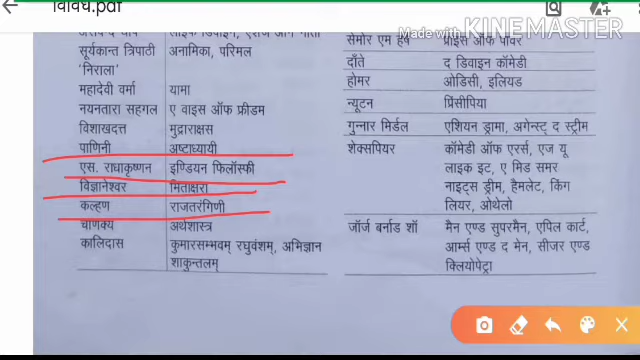 विविध.pdf
Made with KINEMASTER
सूर्यकान्त त्रिपाठी अनामिका, परिमल
'निराला'
महादेवी वर्मा यामा
नयनतारा सहगल ए वाइस ऑफ फ्रीडम
विशाखदत्त मुद्राराक्षस
पाणिनी अष्टाध्यायी
एस. राधाकृष्णन इण्डियन फिलॉस्फी
विज्ञानेश्वर मिताक्षरा
कल्हण राजतरंगिणी
चाणक्य अर्थशास्त्र
कालिदास कुमारसम्भवम् रघुवंशम्, अभिज्ञान
शाकुन्तलम्
सेमोर एम हर्ष प्राइस ऑफ पॉवर
दाँते द डिवाइन कॉमेडी
होमर ओडिसी, इलियड
न्यूटन प्रिंसीपिया
गुन्नार मिर्डल एशियन ड्रामा, अगेन्स्ट द स्ट्रीम
शेक्सपियर कॉमेडी ऑफ एरर्स, एज यू
लाइक इट, ए मिड समर
नाइट्स ड्रीम, हैमलेट, किंग
लियर, ओथेलो
जॉर्ज बर्नाड शॉ मैन एण्ड सुपरमैन, एपिल कार्ट,
आर्म्स एण्ड द मेन, सीजर एण्ड
क्लियोपेट्रा